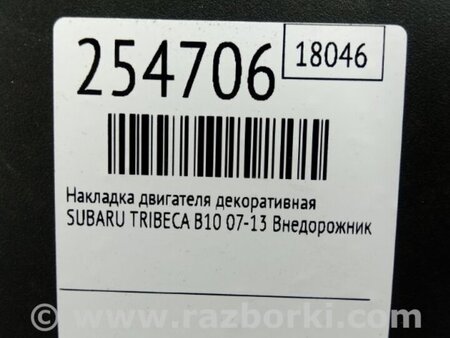 254706
18046
Накладка двигателя декоративная
SUBARU TRIBECA B10 07-13 Внедорожник
© www.razborki.com